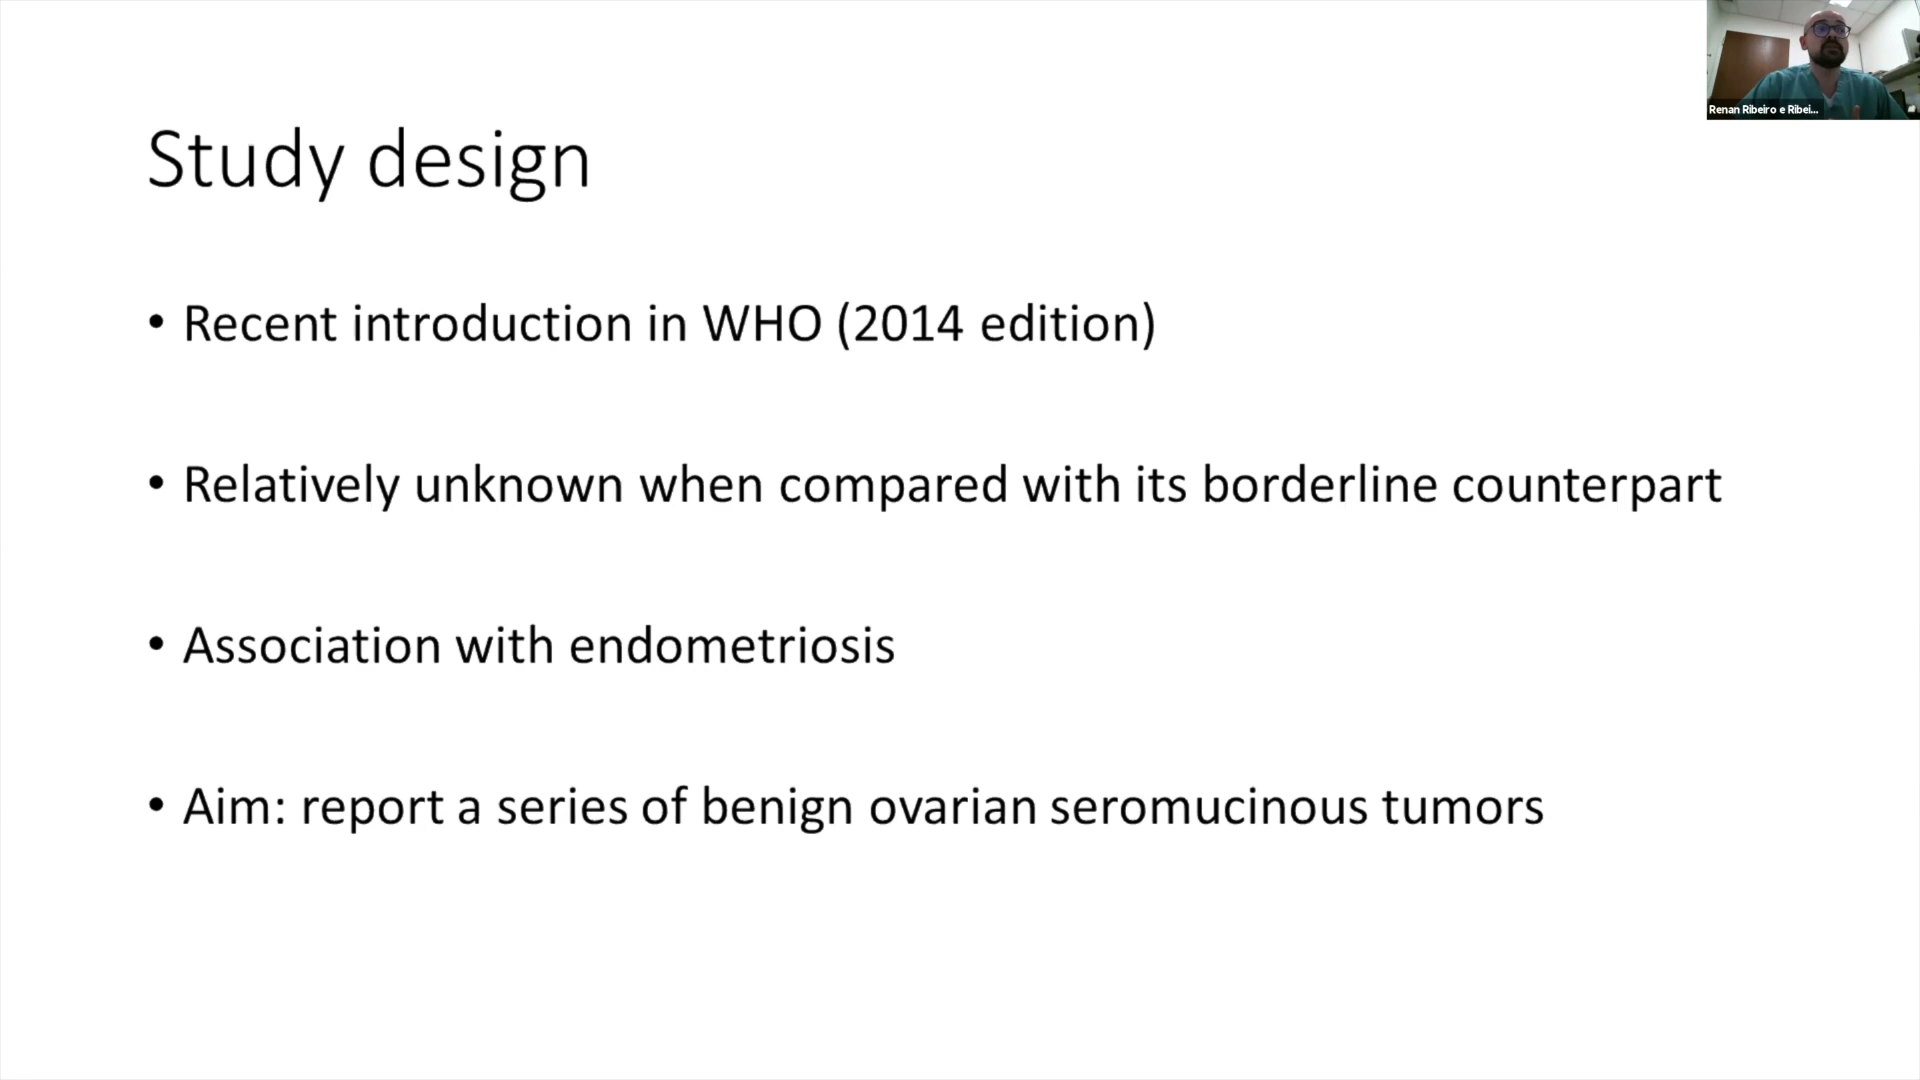 Renan Ribeiro e Ribei...
Study design
• Recent introduction in WHO (2014 edition)
• Relatively unknown when compared with its borderline counterpart
• Association with endometriosis
• Aim: report a series of benign ovarian seromucinous tumors